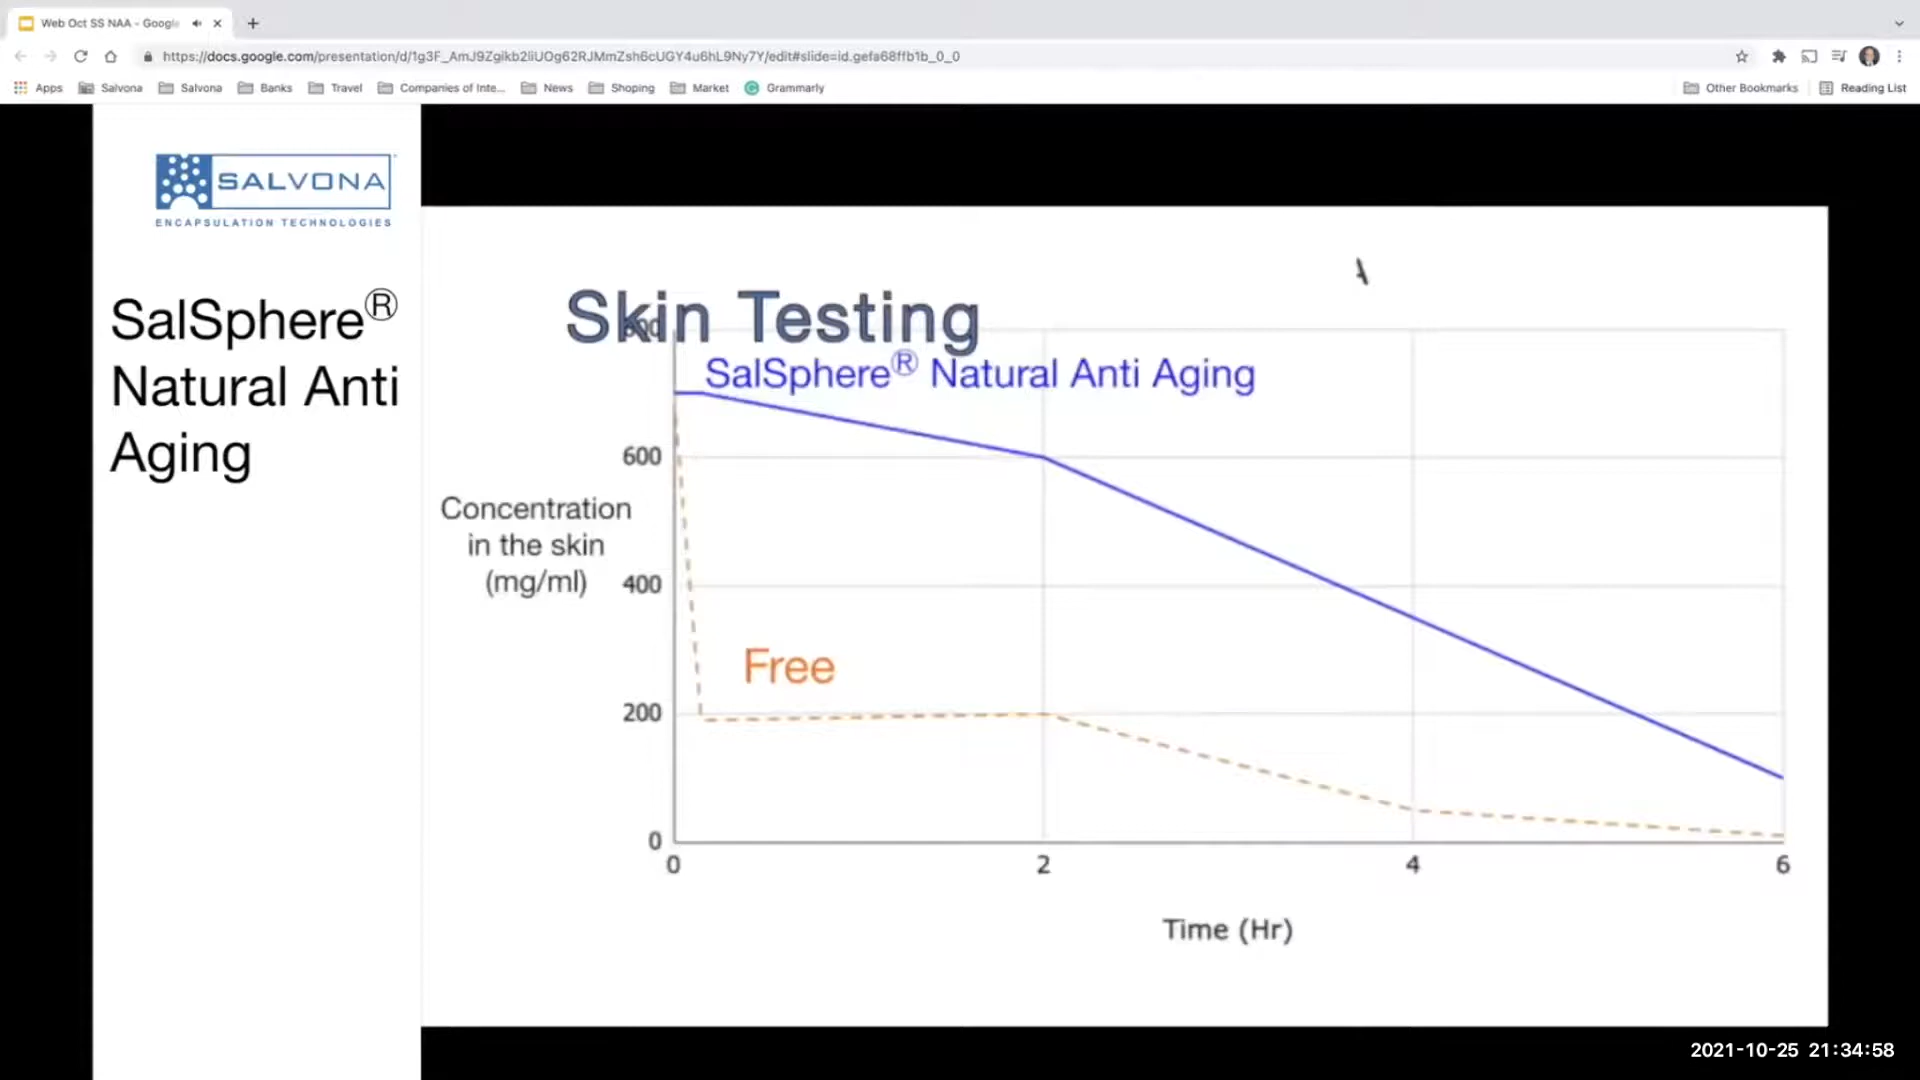 Web Oct SS NAA - Google
https://docs.google.com/presentation/d/1g3F_AmJ9Zgikb2liUOg62RJMmZsh6cUGY4u6hL9Ny7Y/edit#slide=id.gefa68ffb1b_0_0
Apps Salvona Salvona Banks Travel Companies of Inte... News Shoping Market Grammarly Other Bookmarks Reading List
SALVONA
ENCAPSULATION TECHNOLOGIES
SalSphere®
Natural Anti
Aging
Skin Testing
SalSphere® Natural Anti Aging
600
Concentration
in the skin
(mg/ml)
400
Free
200
0
0 2 4 6
Time (Hr)
2021-10-25 21:34:58